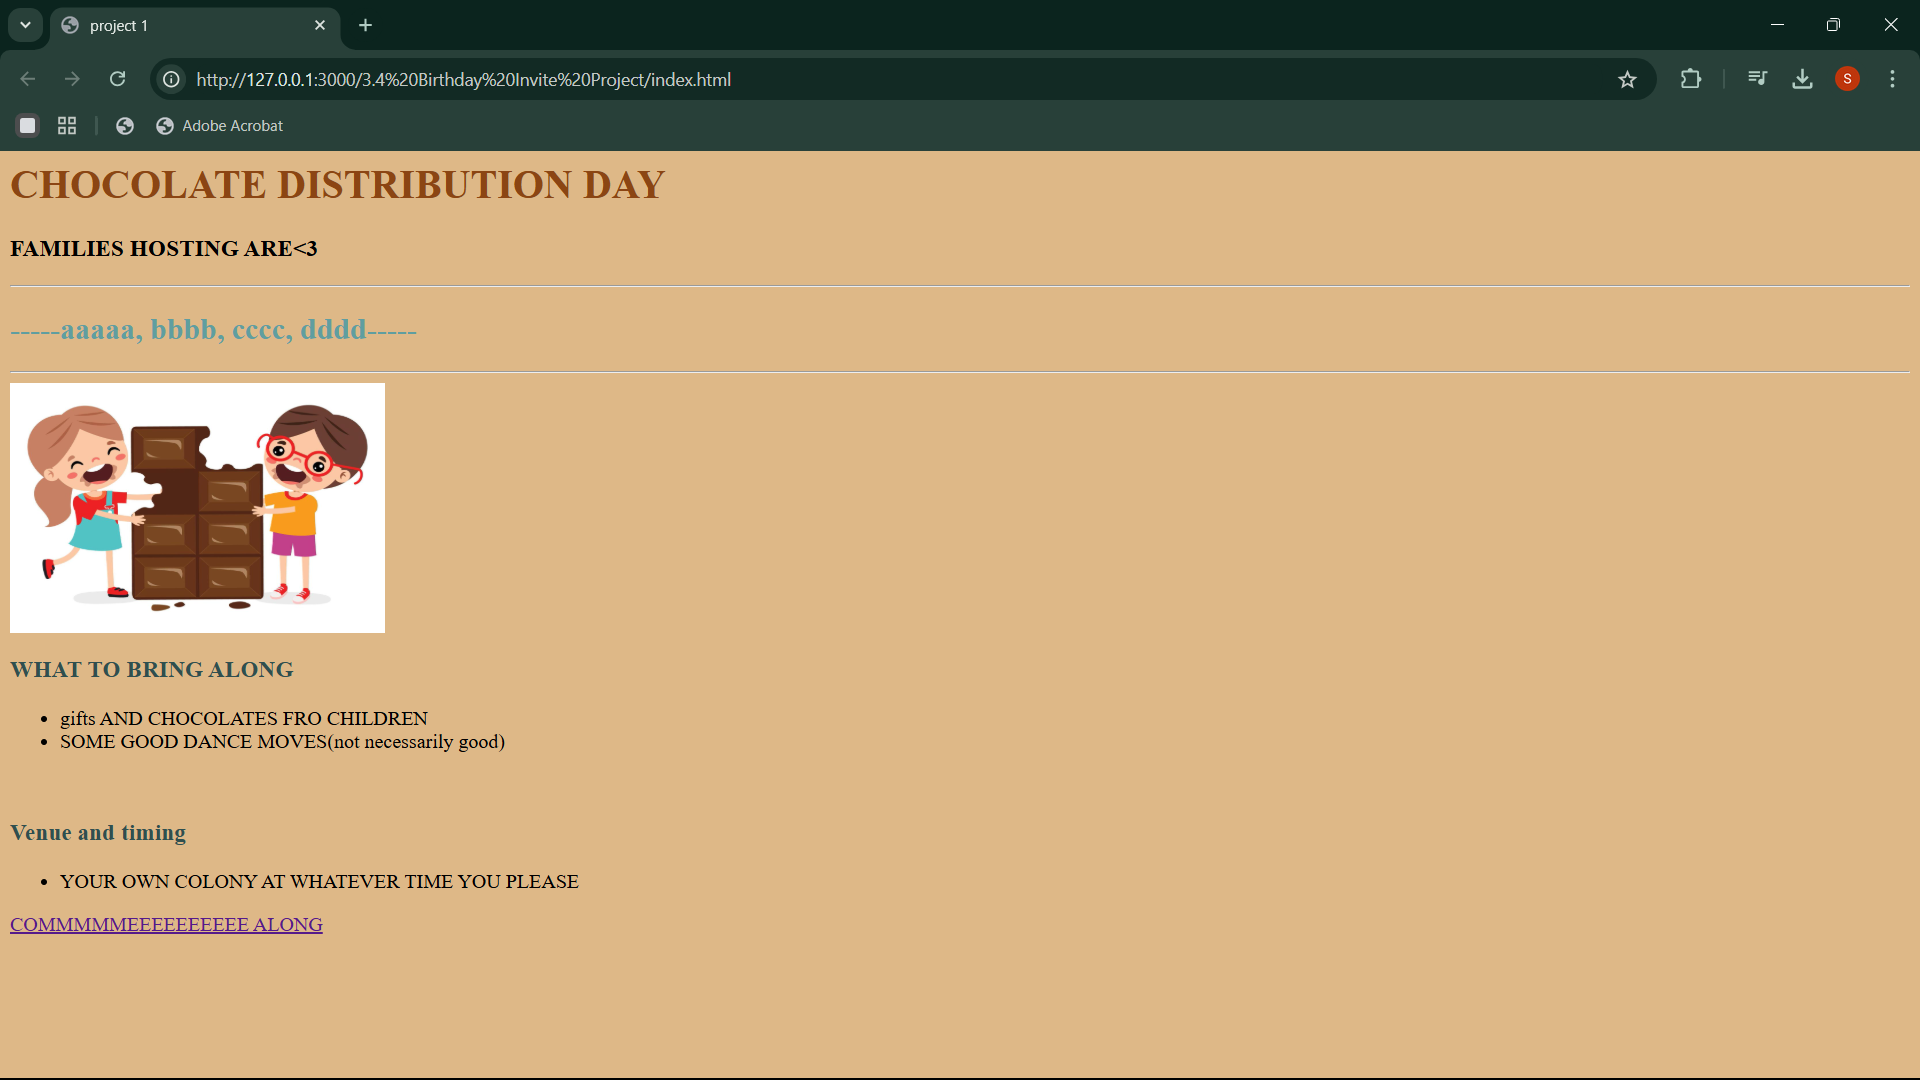 project 1
http://127.0.0.1:3000/3.4%20Birthday%20Invite%20Project/index.html
S
Adobe Acrobat
CHOCOLATE DISTRIBUTION DAY
FAMILIES HOSTING ARE<3
-----aaaaa, bbbb, cccc, dddd-----
WHAT TO BRING ALONG
• gifts AND CHOCOLATES FRO CHILDREN
• SOME GOOD DANCE MOVES(not necessarily good)
Venue and timing
• YOUR OWN COLONY AT WHATEVER TIME YOU PLEASE
COMMMMMEEEEEEEEEE ALONG